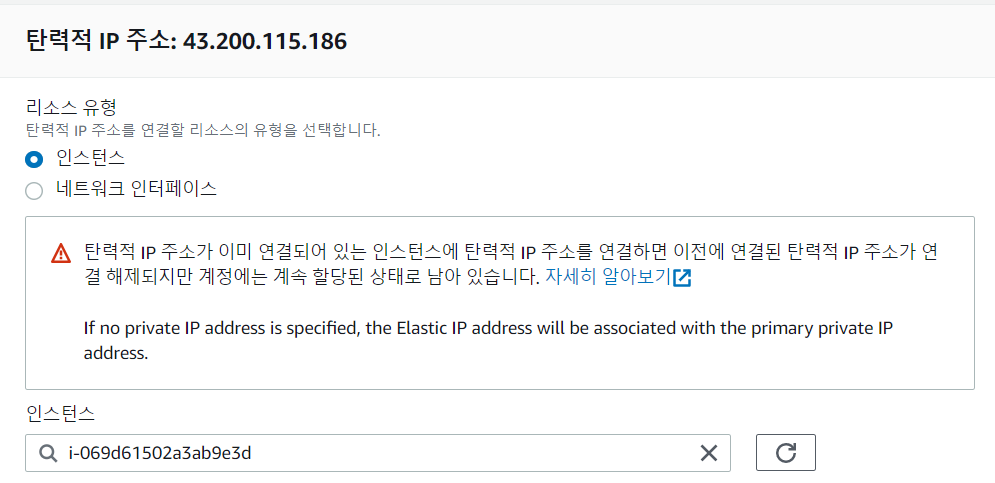 탄력적 IP 주소: 43.200.115.186
리소스 유형
탄력적 IP 주소를 연결할 리소스의 유형을 선택합니다.
인스턴스
네트워크 인터페이스
탄력적 IP 주소가 이미 연결되어 있는 인스턴스에 탄력적 IP 주소를 연결하면 이전에 연결된 탄력적 IP 주소가 연
결 해제되지만 계정에는 계속 할당된 상태로 남아 있습니다. 자세히 알아보기
If no private IP address is specified, the Elastic IP address will be associated with the primary private IP
address.
인스턴스
i-069d61502a3ab9e3d